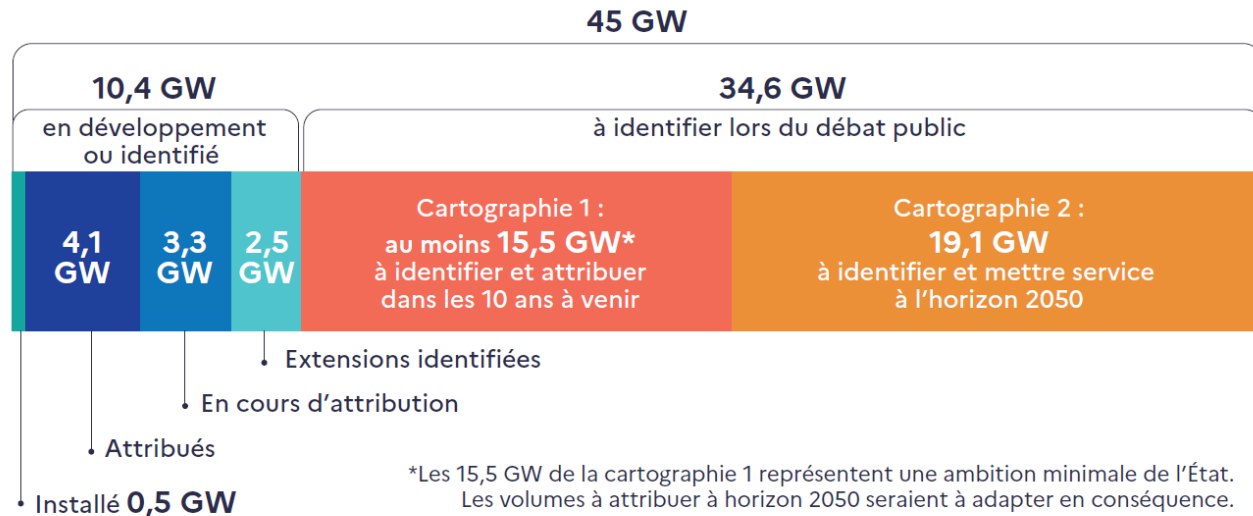 45 GW
10,4 GW
en développement
ou identifié
34,6 GW
à identifier lors du débat public
4,1
GW
3,3
GW
2,5
GW
Cartographie 1 :
au moins 15,5 GW*
à identifier et attribuer
dans les 10 ans à venir
Cartographie 2 :
19,1 GW
à identifier et mettre service
à l’horizon 2050
Extensions identifiées
En cours d’attribution
Attribués
Installé 0,5 GW
*Les 15,5 GW de la cartographie 1 représentent une ambition minimale de l’État.
Les volumes à attribuer à horizon 2050 seraient à adapter en conséquence.